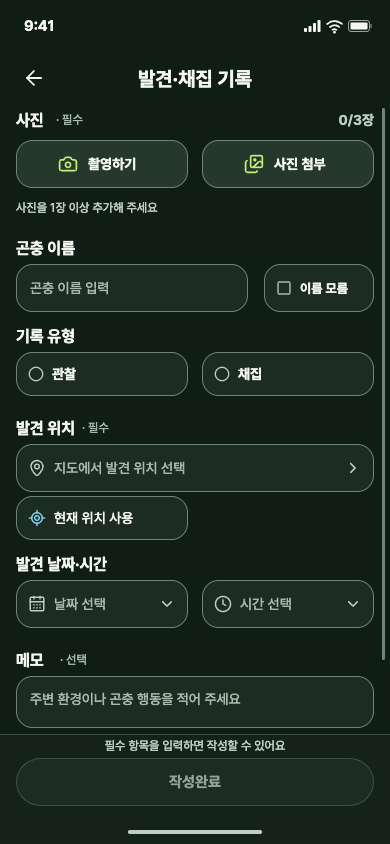 9:41
발견·채집 기록
사진 · 필수 0/3장
촬영하기 사진 첨부
사진을 1장 이상 추가해 주세요
곤충 이름
곤충 이름 입력 이름 모름
기록 유형
관찰 채집
발견 위치 · 필수
지도에서 발견 위치 선택
현재 위치 사용
발견 날짜·시간
날짜 선택 시간 선택
메모 · 선택
주변 환경이나 곤충 행동을 적어 주세요
필수 항목을 입력하면 작성할 수 있어요
작성완료